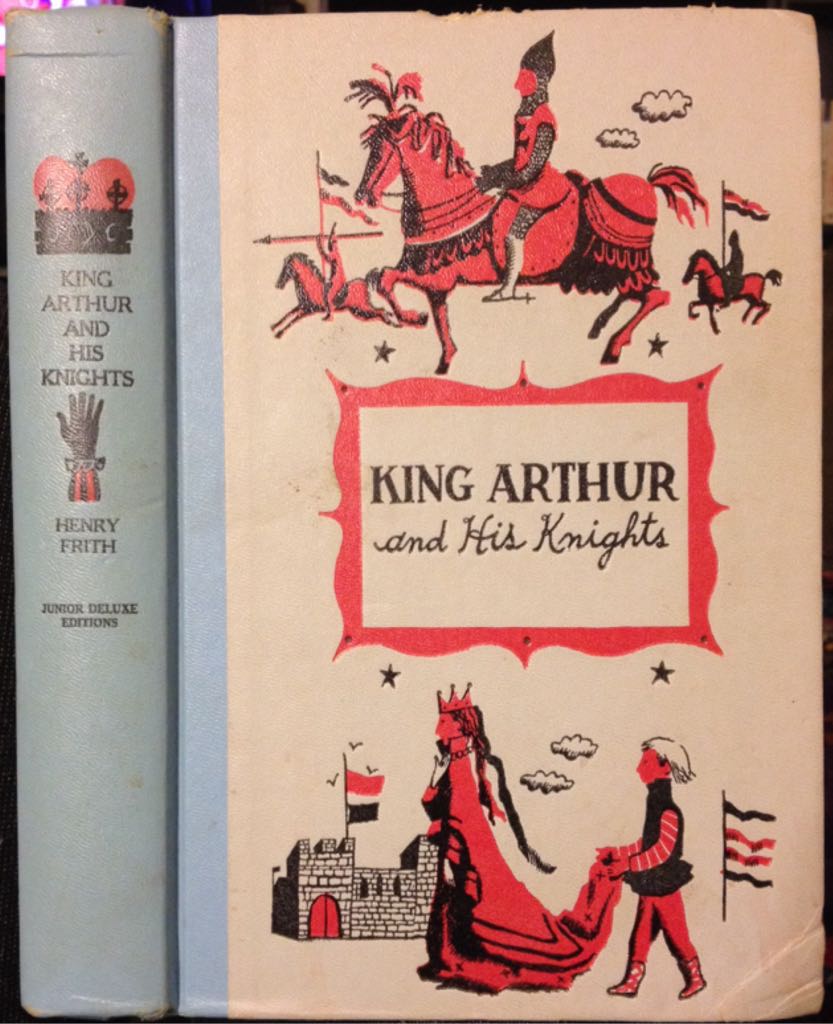 KING
ARTHUR
AND
HIS
KNIGHTS
HENRY
FRITH
JUNIOR DELUXE
EDITIONS
KING ARTHUR
and His Knights